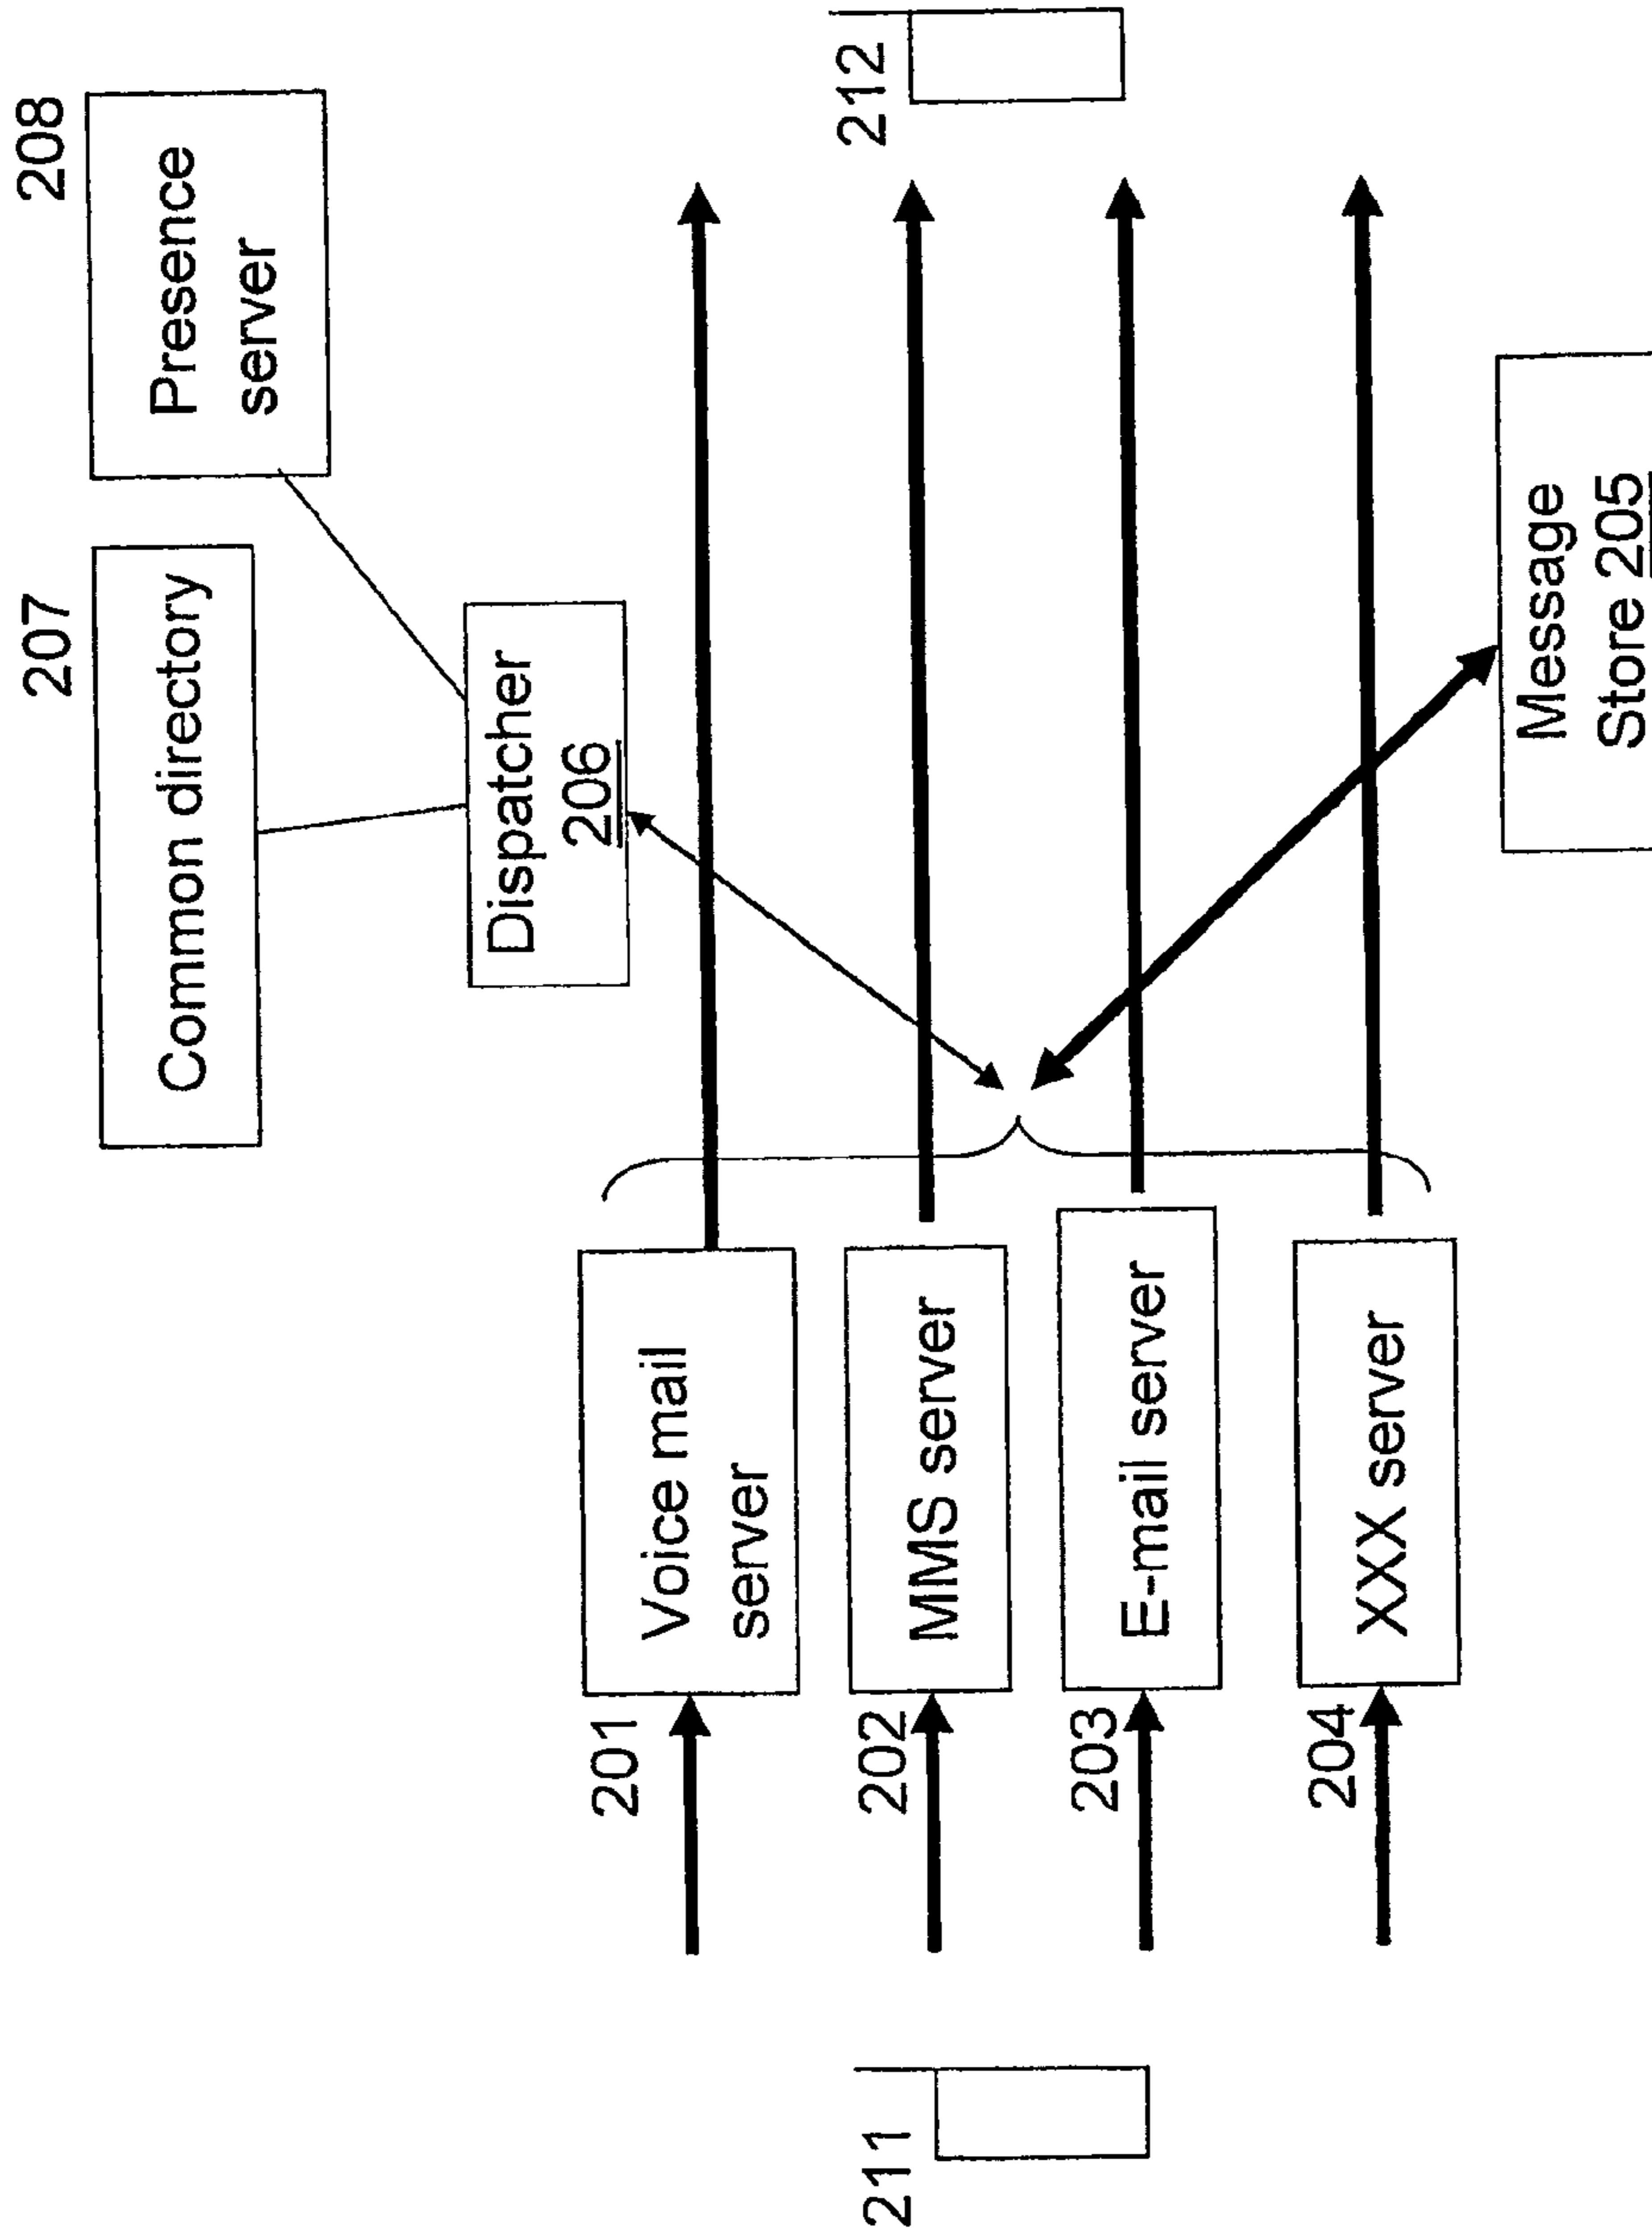 207
208
Common directory
Presence
server
Dispatcher
206
201
Voice mail
server
211
212
202
MMS server
203
E-mail server
204
XXX server
Message
Store 205